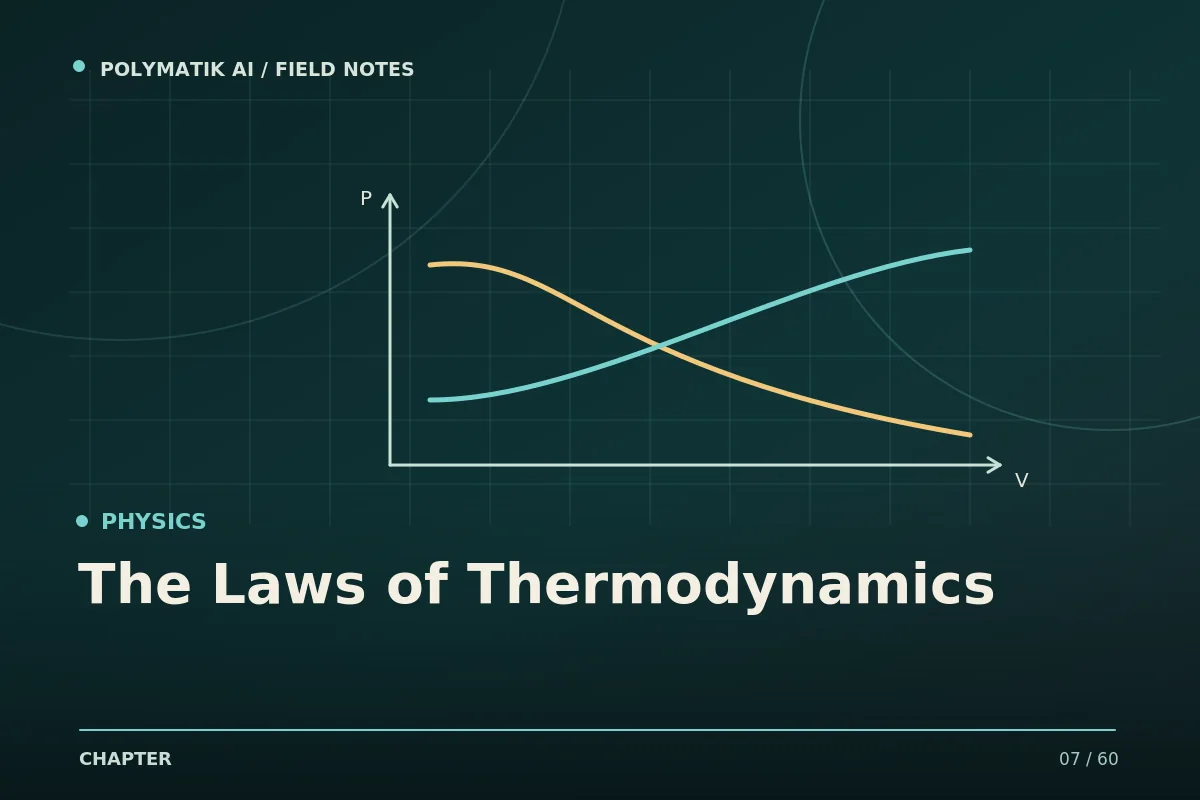 POLYMATIK AI / FIELD NOTES
P
V
PHYSICS
The Laws of Thermodynamics
CHAPTER
07 / 60